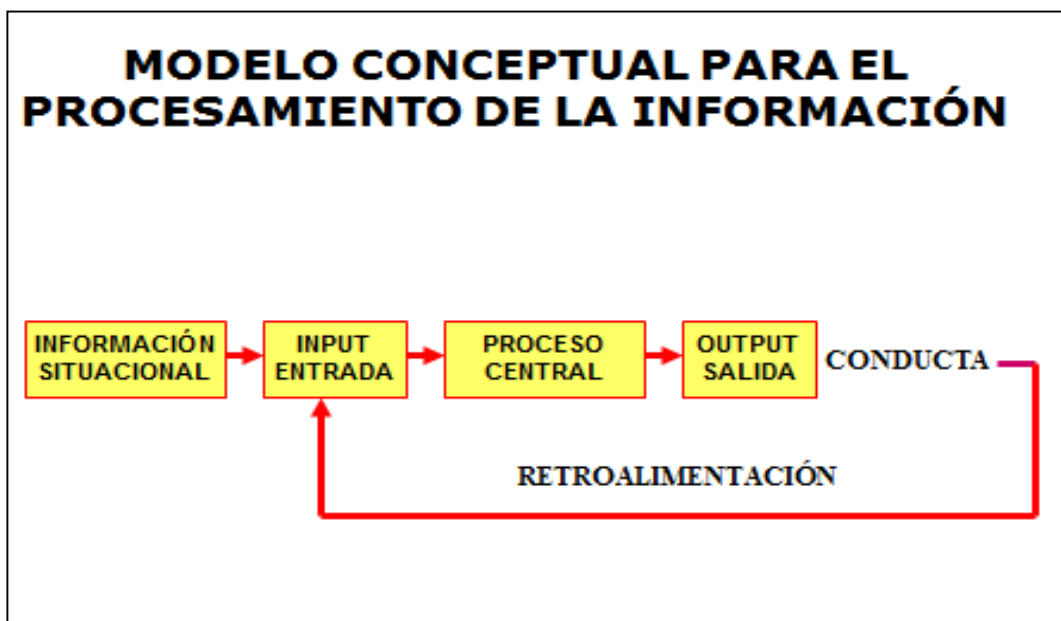 MODELO CONCEPTUAL PARA EL
PROCESAMIENTO DE LA INFORMACIÓN
INFORMACIÓN
SITUACIONAL
INPUT
ENTRADA
PROCESO
CENTRAL
OUTPUT
SALIDA
CONDUCTA
RETROALIMENTACIÓN